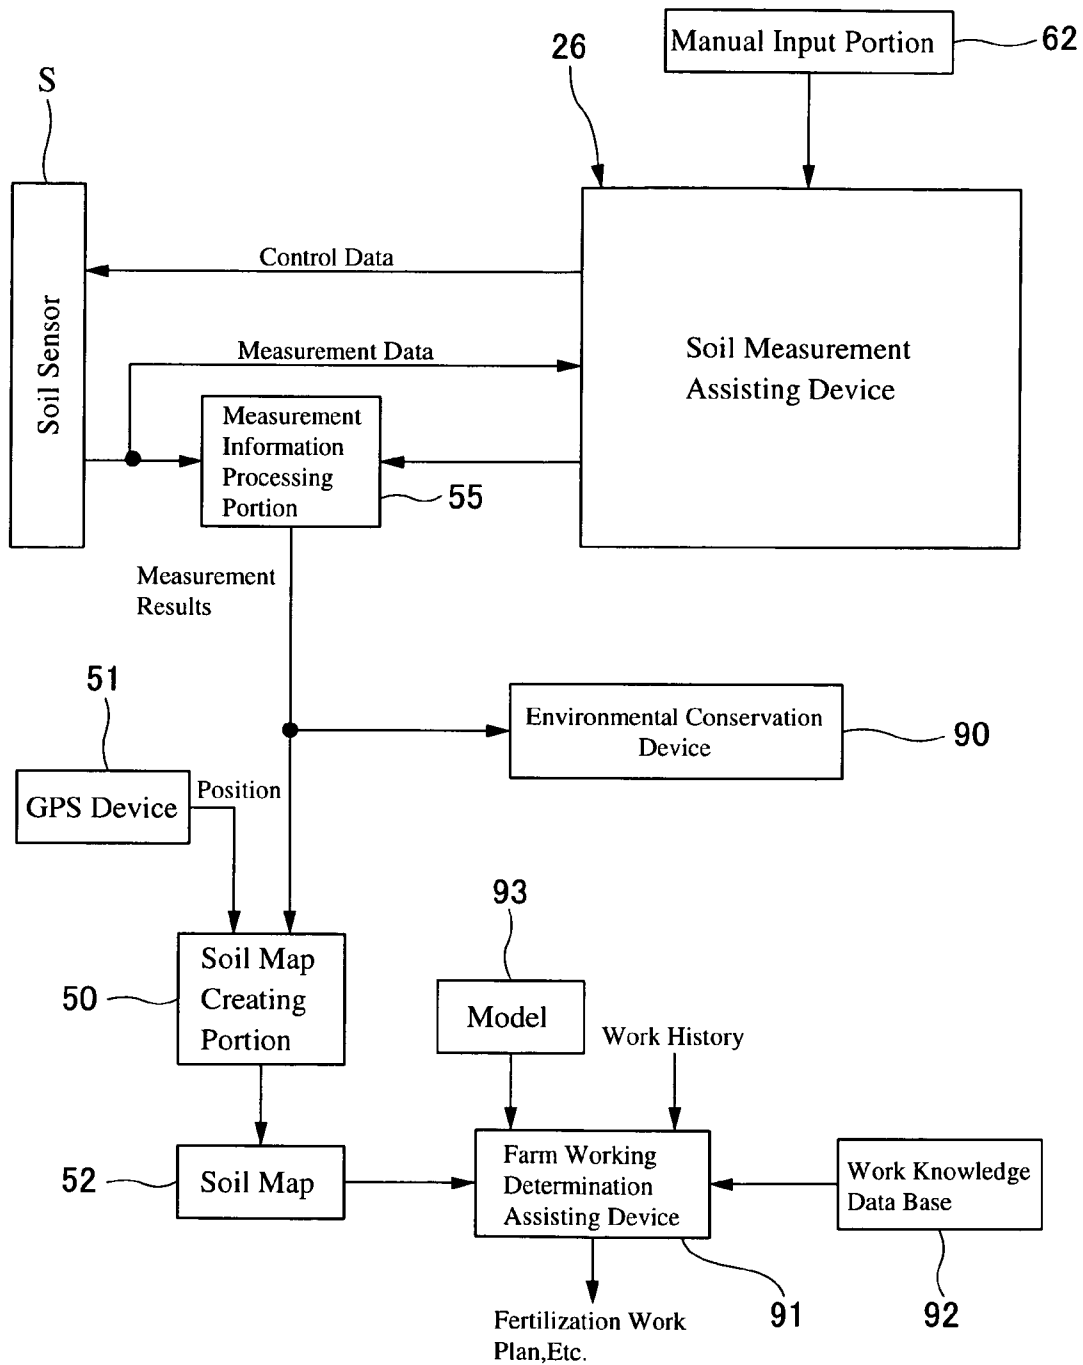 Manual Input Portion
62
26
S
Soil Sensor
Control Data
Measurement Data
Soil Measurement
Assisting Device
Measurement
Information
Processing
Portion
55
Measurement
Results
51
GPS Device
Position
Environmental Conservation
Device
90
93
Soil Map
Creating
Portion
50
Model
Work History
52
Soil Map
Farm Working
Determination
Assisting Device
Work Knowledge
Data Base
91
92
Fertilization Work
Plan,Etc.